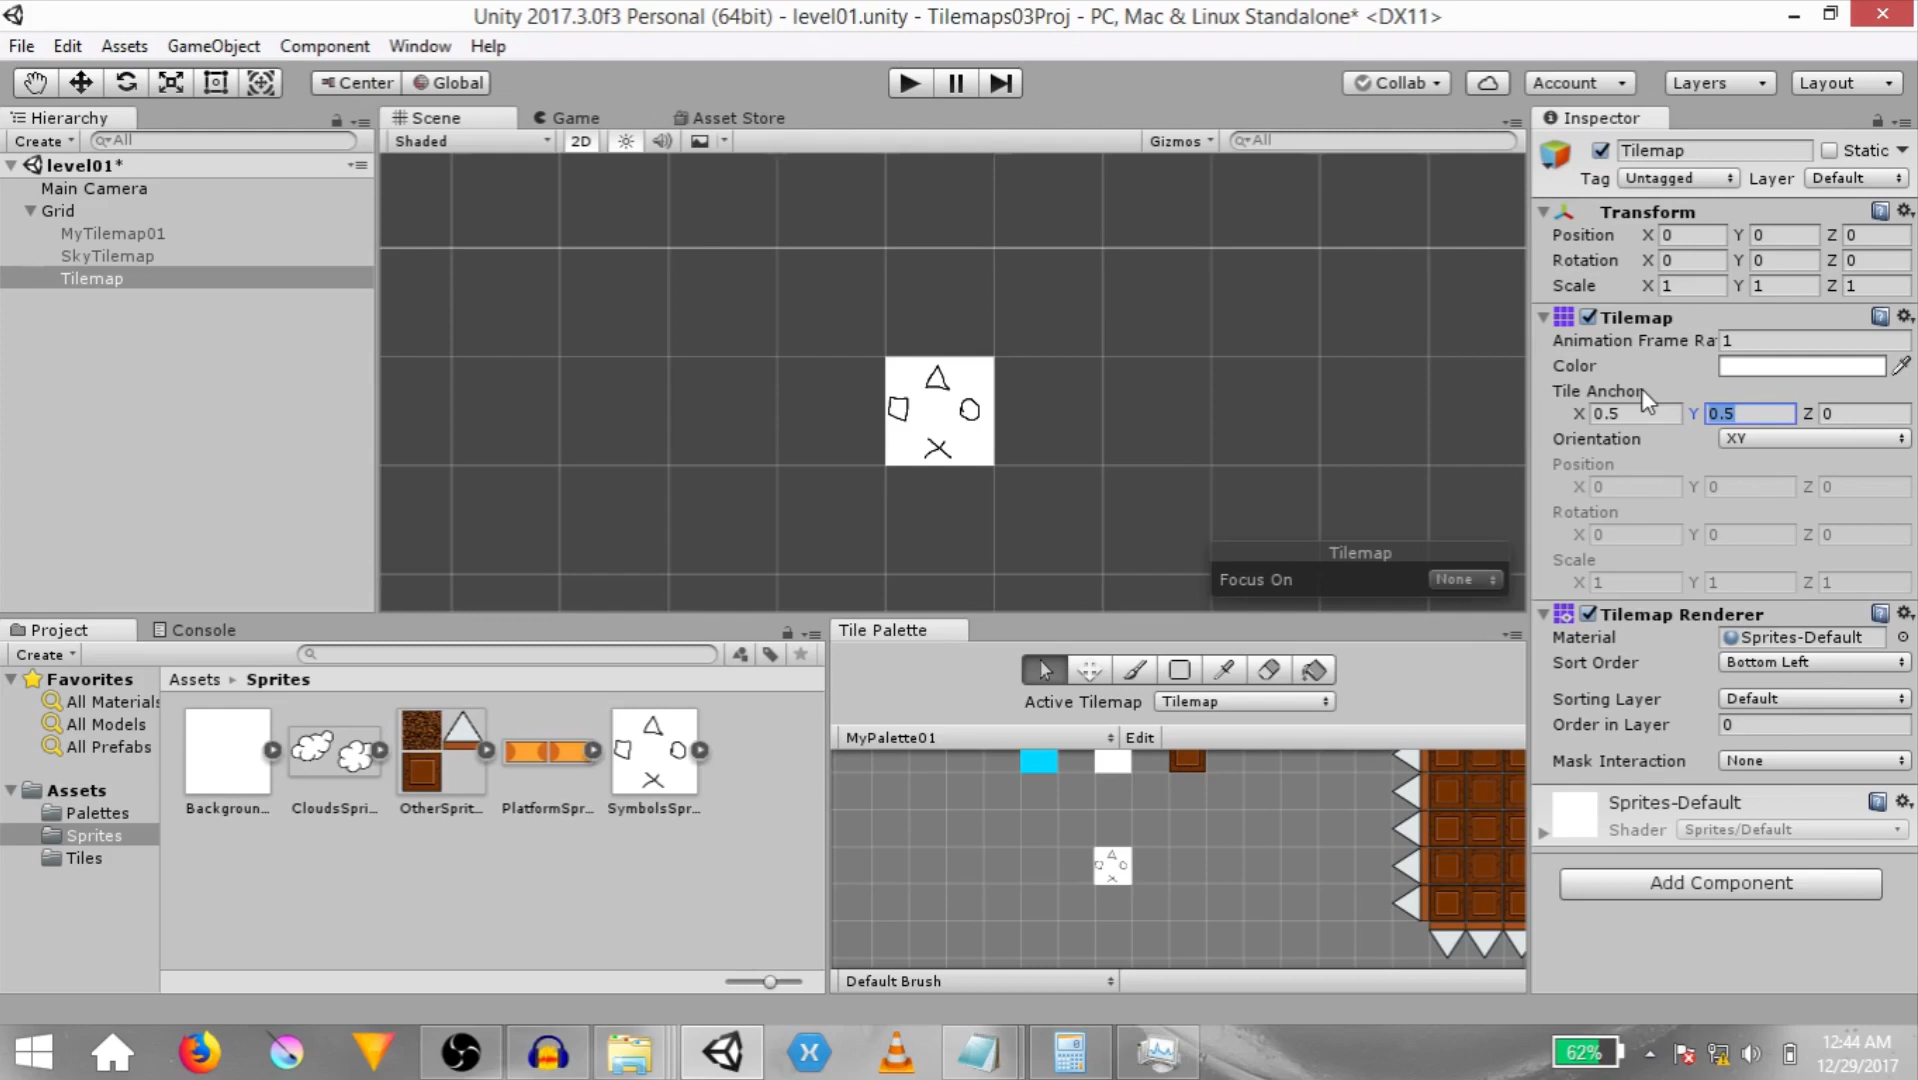 Unity 2017.3.0f3 Personal (64bit) - level01.unity - Tilemaps03Proj - PC, Mac & Linux Standalone* <DX11>
File Edit Assets GameObject Component Window Help
Center Global Collab Account Layers Layout
Hierarchy
Create All
level01*
Main Camera
Grid
MyTilemap01
SkyTilemap
Tilemap
Scene Game Asset Store
Shaded 2D Gizmos All
Tilemap
Focus On None
Inspector
Tilemap Static
Tag Untagged Layer Default
Transform
Position X 0 Y 0 Z 0
Rotation X 0 Y 0 Z 0
Scale X 1 Y 1 Z 1
Tilemap
Animation Frame Ra 1
Color
Tile Anchor
X 0.5 Y 0.5 Z 0
Orientation XY
Position
X 0 Y 0 Z 0
Rotation
X 0 Y 0 Z 0
Scale
X 1 Y 1 Z 1
Tilemap Renderer
Material Sprites-Default
Sort Order Bottom Left
Sorting Layer Default
Order in Layer 0
Mask Interaction None
Sprites-Default
Shader Sprites/Default
Add Component
Project Console
Create
Favorites
All Materials
All Models
All Prefabs
Assets
Palettes
Sprites
Tiles
Assets Sprites
Backgroun... CloudsSpri... OtherSprit... PlatformSpr... SymbolsSpr...
Tile Palette
Active Tilemap Tilemap
MyPalette01 Edit
Default Brush
62%
12:44 AM
12/29/2017